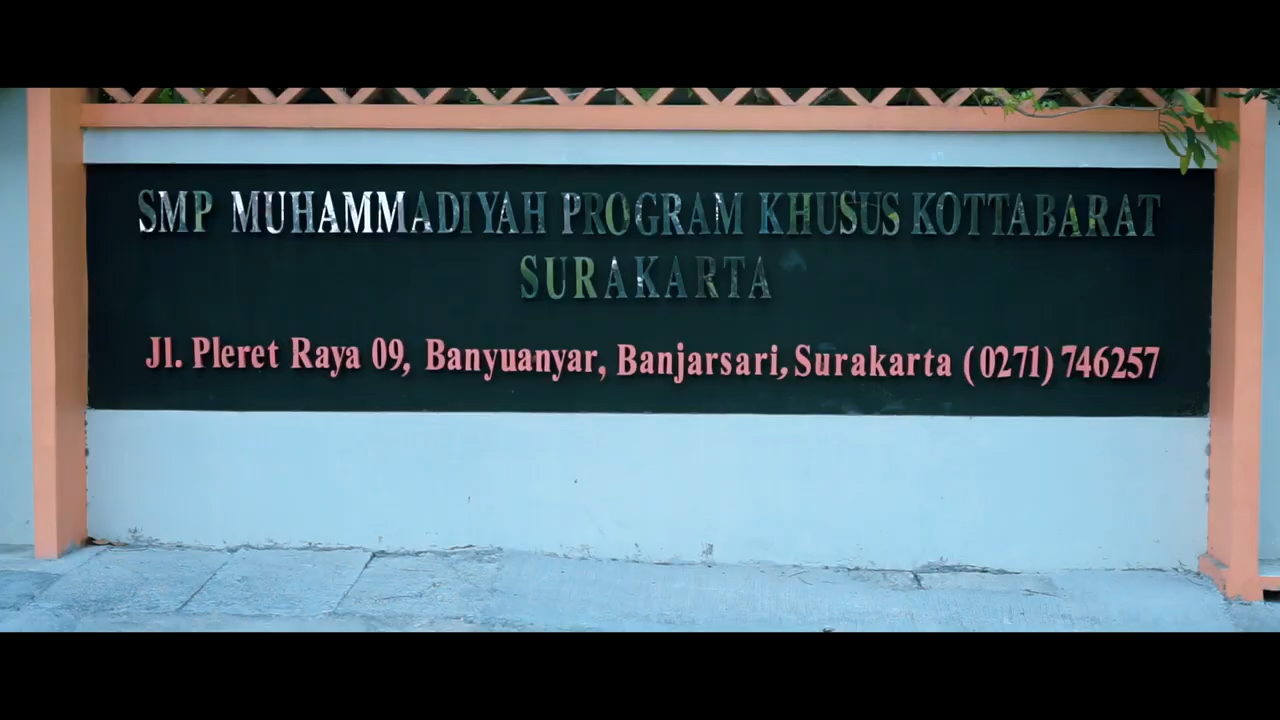 SMP MUHAMMADIYAH PROGRAM KHUSUS KOTTABARAT
SURAKARTA
Jl. Pleret Raya 09, Banyuanyar, Banjarsari, Surakarta (0271) 746257